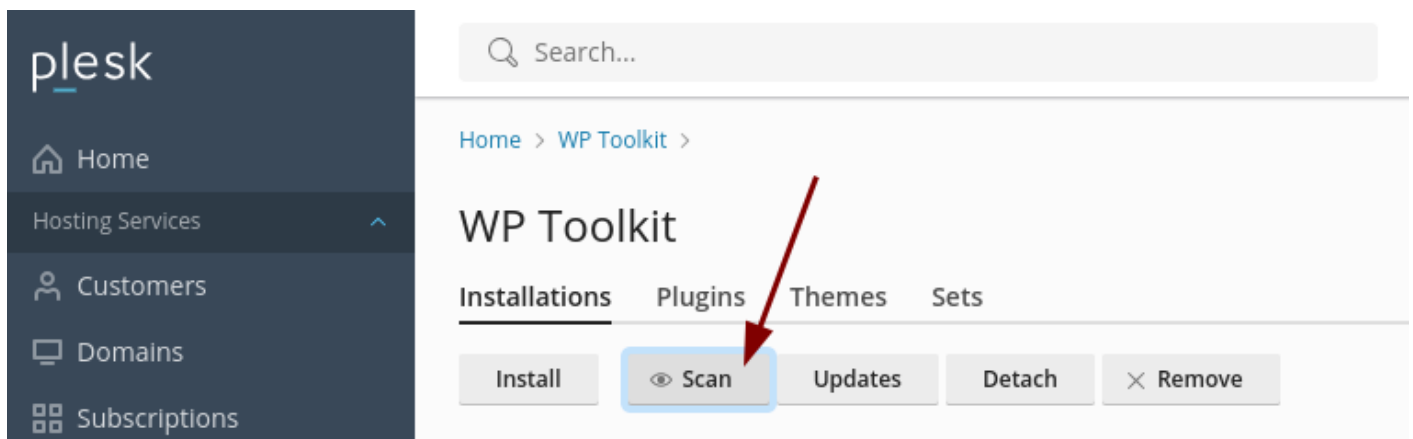 plesk
Search...
Home
Home > WP Toolkit >
Hosting Services
WP Toolkit
Customers
Installations Plugins Themes Sets
Domains
Install Scan Updates Detach Remove
Subscriptions